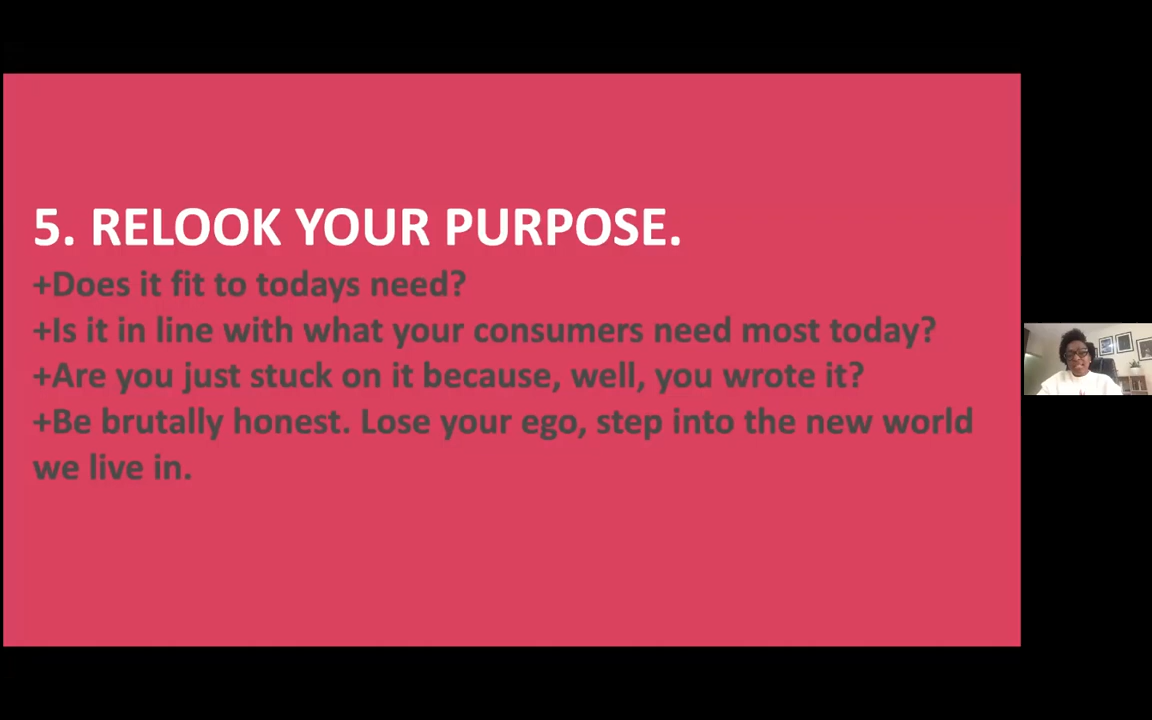 5. RELOOK YOUR PURPOSE.
+Does it fit to todays need?
+Is it in line with what your consumers need most today?
+Are you just stuck on it because, well, you wrote it?
+Be brutally honest. Lose your ego, step into the new world
we live in.